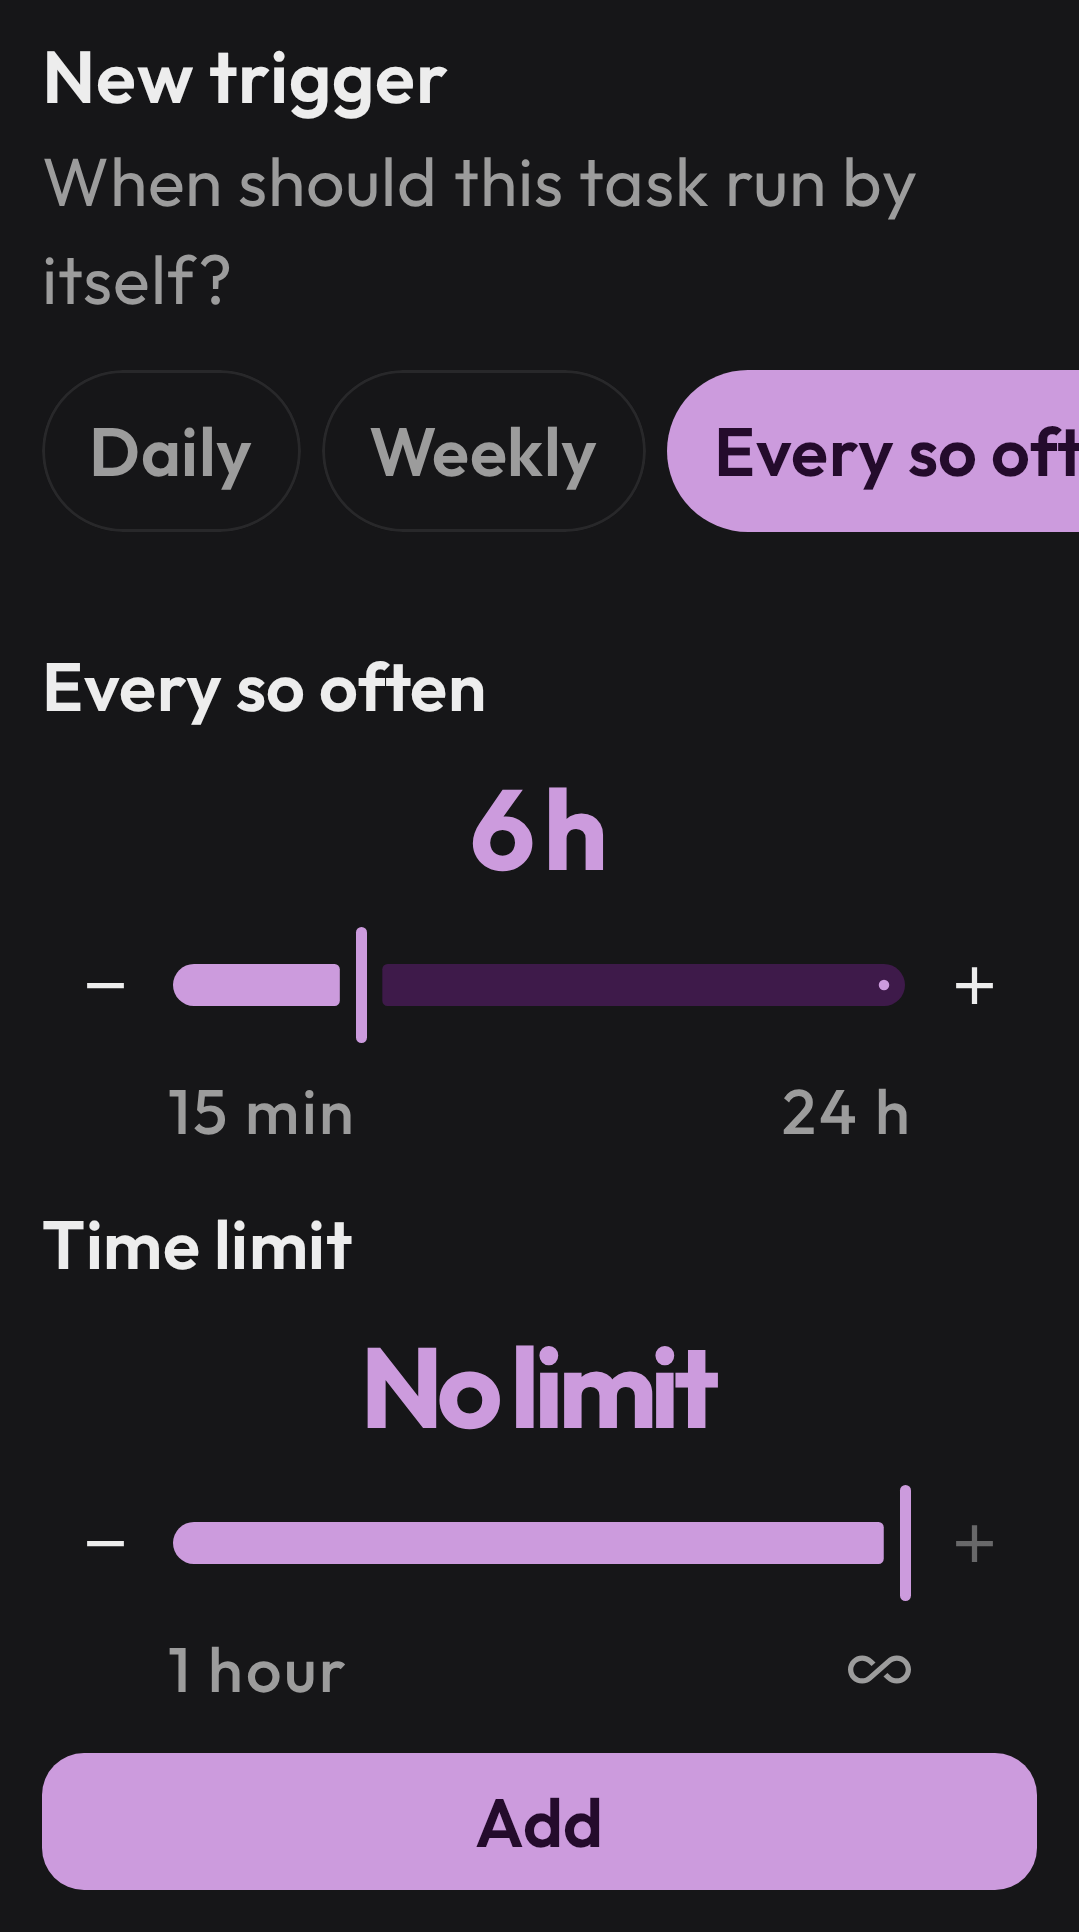 New trigger
When should this task run by
itself?
Daily Weekly Every so oft
Every so often
6 h
− +
15 min 24 h
Time limit
No limit
− +
1 hour ∞
Add